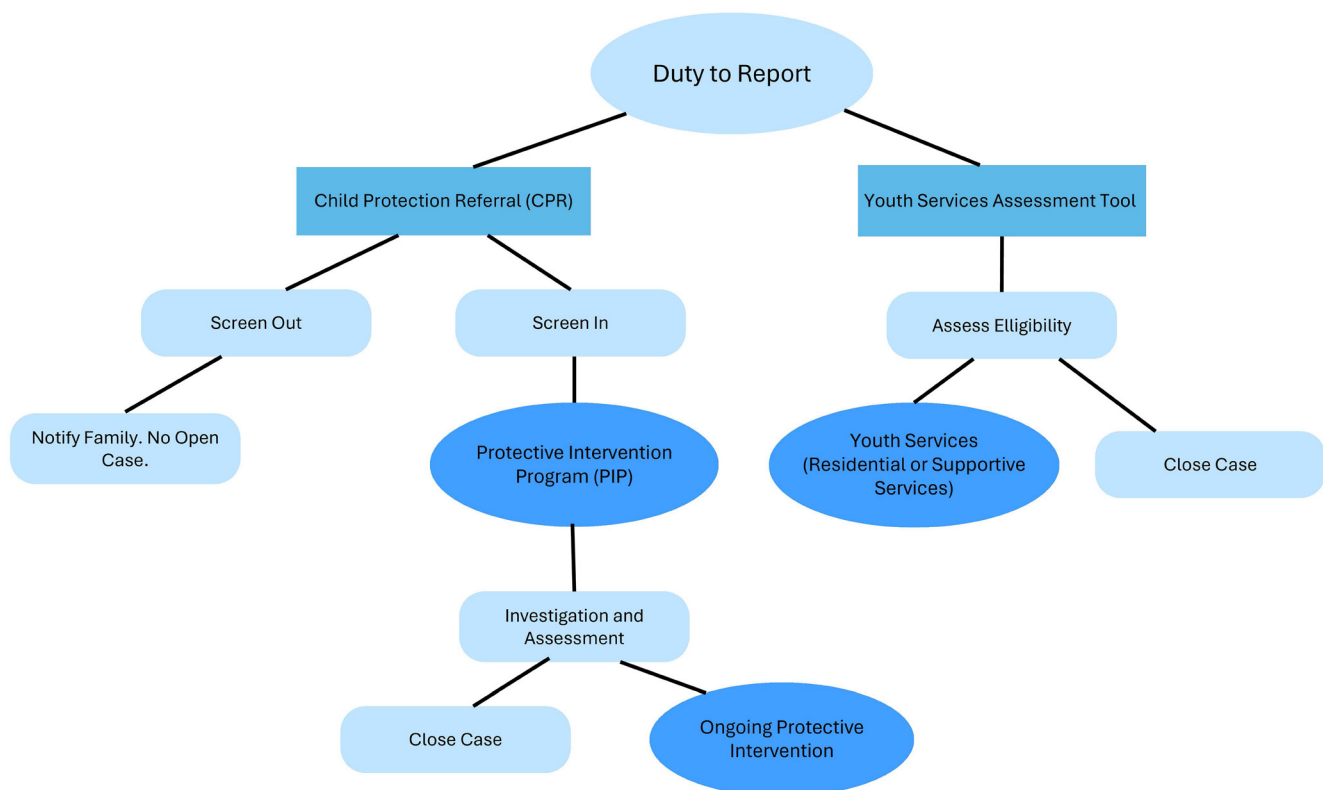 Duty to Report
Child Protection Referral (CPR)
Youth Services Assessment Tool
Screen Out
Screen In
Assess Elligibility
Notify Family. No Open
Case.
Protective Intervention
Program (PIP)
Youth Services
(Residential or Supportive
Services)
Close Case
Investigation and
Assessment
Close Case
Ongoing Protective
Intervention